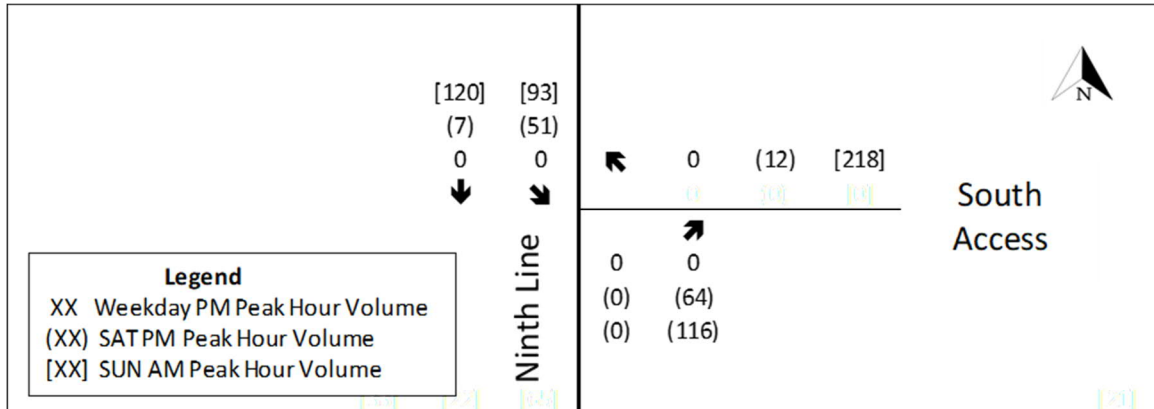 [120] [93]
(7) (51)
0 0
0 (12) [218]
N
South
Access
Ninth Line
0 0
(0) (64)
(0) (116)
Legend
XX Weekday PM Peak Hour Volume
(XX) SAT PM Peak Hour Volume
[XX] SUN AM Peak Hour Volume